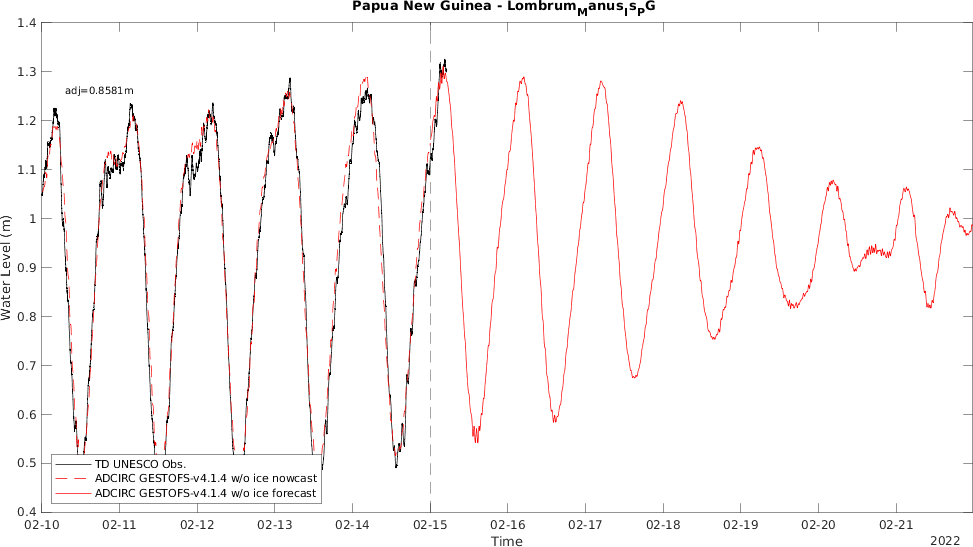 Papua New Guinea - LombrumManusIsPG
1.4
1.3
adj=0.8581m
1.2
1.1
1
0.9
0.8
0.7
0.6
0.5
0.4
Water Level (m)
TD UNESCO Obs.
ADCIRC GESTOFS-v4.1.4 w/o ice nowcast
ADCIRC GESTOFS-v4.1.4 w/o ice forecast
02-10 02-11 02-12 02-13 02-14 02-15 02-16 02-17 02-18 02-19 02-20 02-21
Time
2022